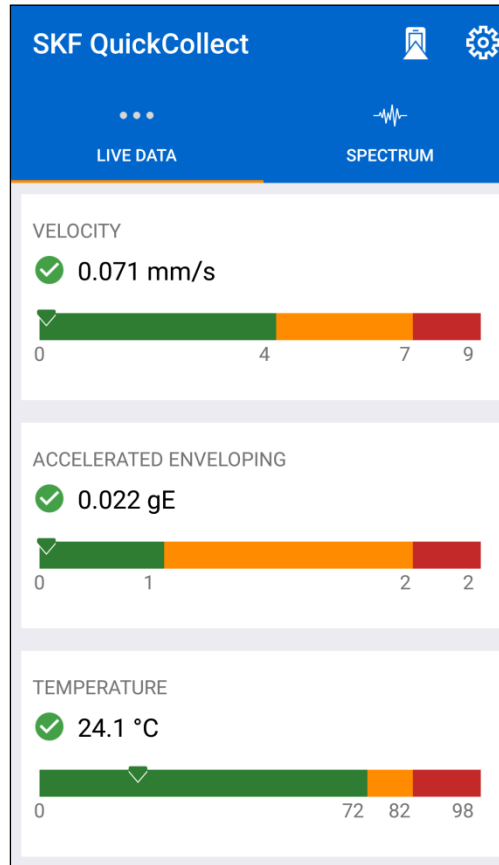 SKF QuickCollect
LIVE DATA SPECTRUM
VELOCITY
0.071 mm/s
0 4 7 9
ACCELERATED ENVELOPING
0.022 gE
0 1 2 2
TEMPERATURE
24.1 °C
0 72 82 98